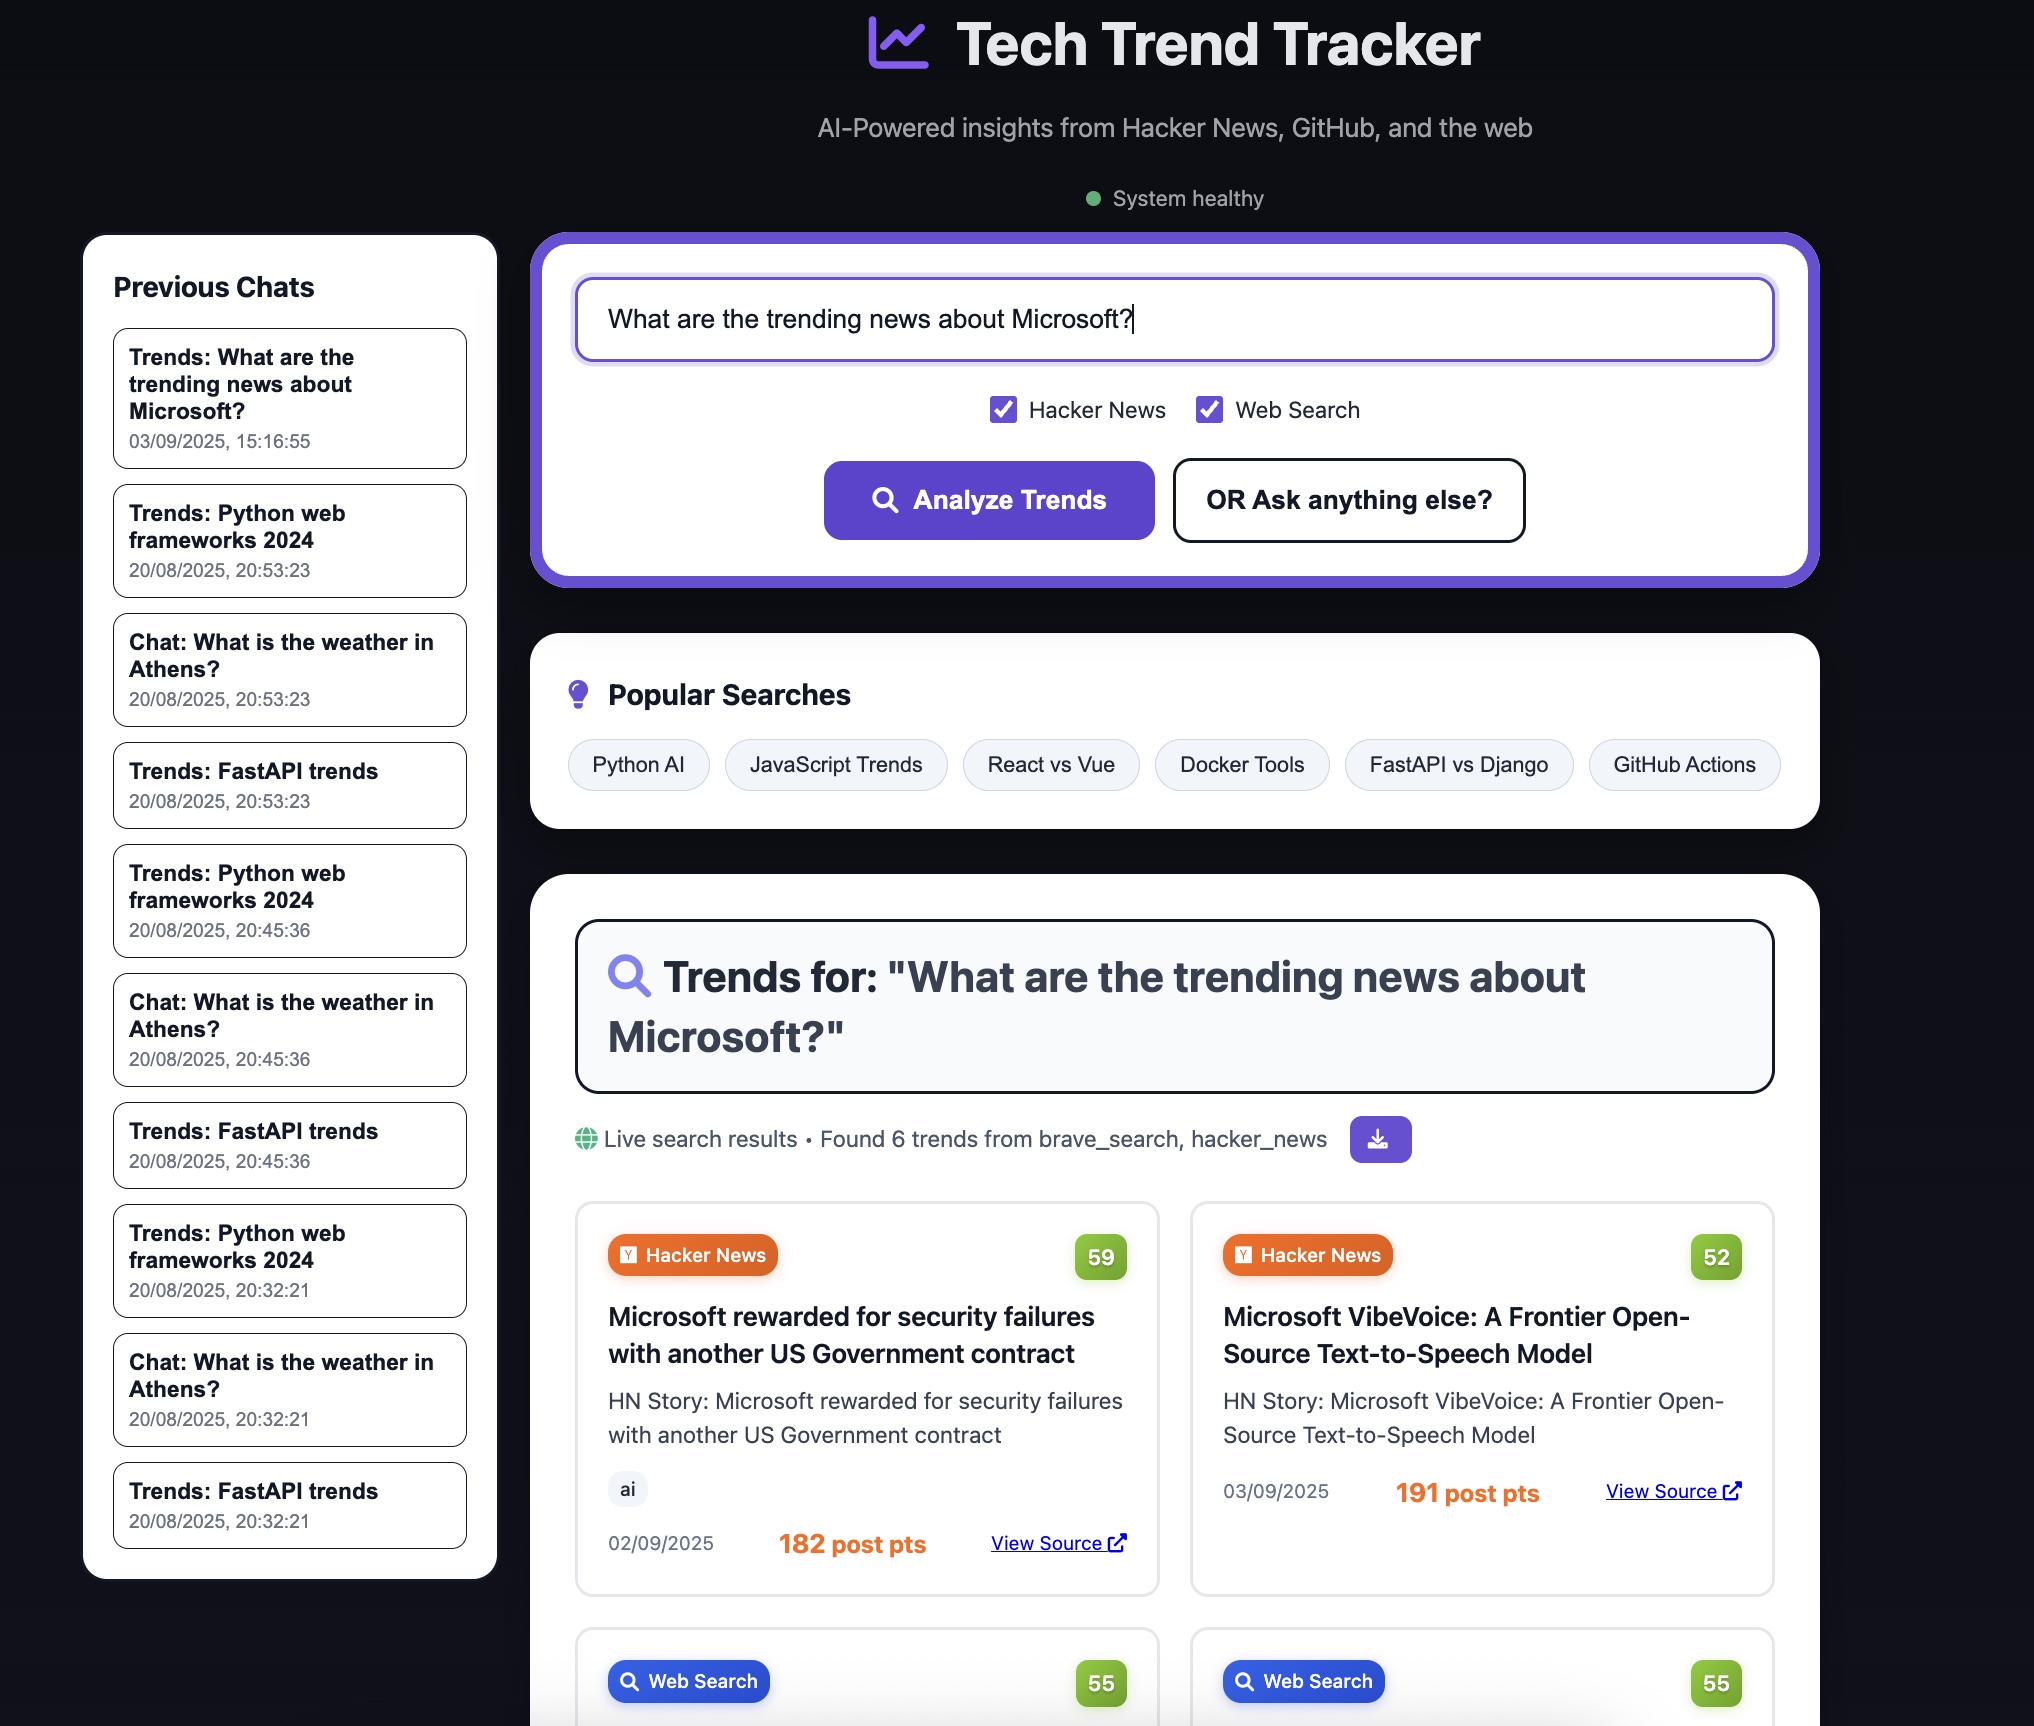 Tech Trend Tracker
AI-Powered insights from Hacker News, GitHub, and the web
System healthy
Previous Chats
Trends: What are the
trending news about
Microsoft?
03/09/2025, 15:16:55
Trends: Python web
frameworks 2024
20/08/2025, 20:53:23
Chat: What is the weather in
Athens?
20/08/2025, 20:53:23
Trends: FastAPI trends
20/08/2025, 20:53:23
Trends: Python web
frameworks 2024
20/08/2025, 20:45:36
Chat: What is the weather in
Athens?
20/08/2025, 20:45:36
Trends: FastAPI trends
20/08/2025, 20:45:36
Trends: Python web
frameworks 2024
20/08/2025, 20:32:21
Chat: What is the weather in
Athens?
20/08/2025, 20:32:21
Trends: FastAPI trends
20/08/2025, 20:32:21
What are the trending news about Microsoft?
Hacker News Web Search
Analyze Trends OR Ask anything else?
Popular Searches
Python AI JavaScript Trends React vs Vue Docker Tools FastAPI vs Django GitHub Actions
Trends for: "What are the trending news about
Microsoft?"
Live search results • Found 6 trends from brave_search, hacker_news
Y Hacker News 59
Microsoft rewarded for security failures
with another US Government contract
HN Story: Microsoft rewarded for security failures
with another US Government contract
ai
02/09/2025 182 post pts View Source
Y Hacker News 52
Microsoft VibeVoice: A Frontier Open-
Source Text-to-Speech Model
HN Story: Microsoft VibeVoice: A Frontier Open-
Source Text-to-Speech Model
03/09/2025 191 post pts View Source
Web Search 55
Web Search 55